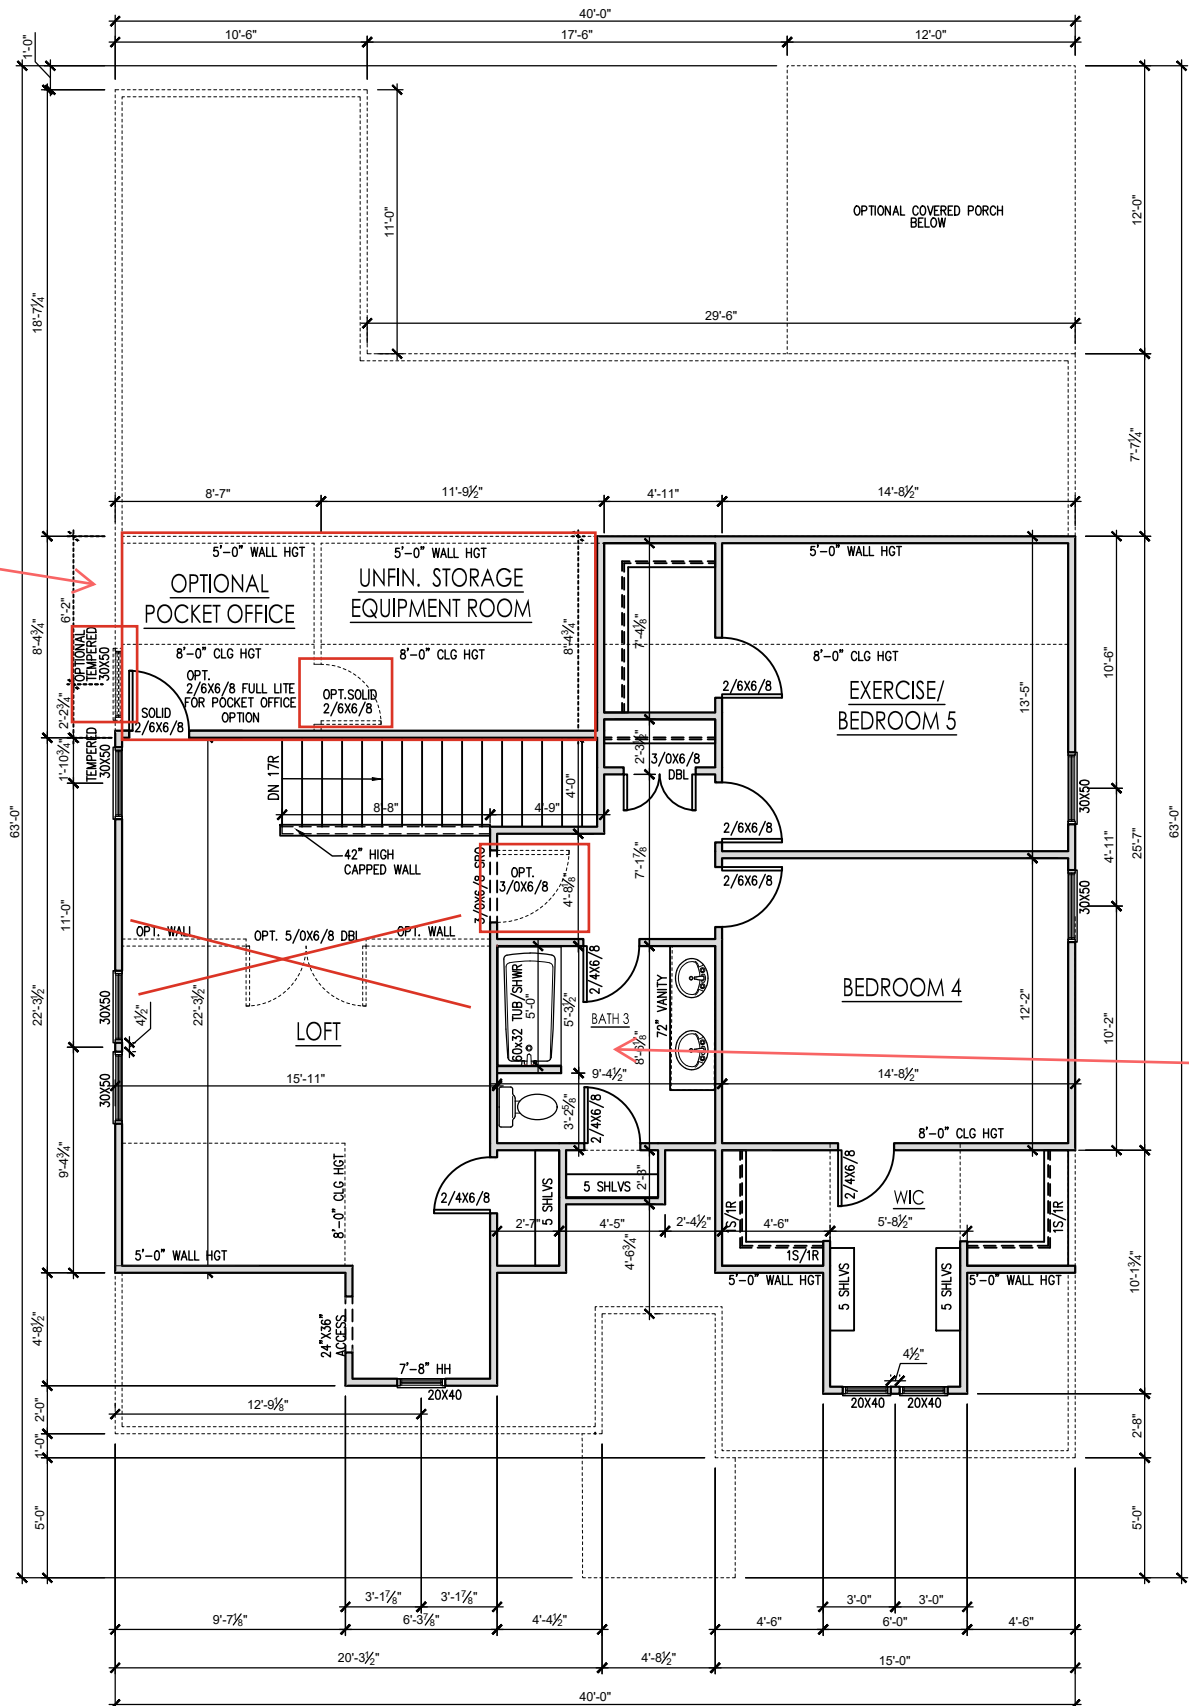 40'-0"
10'-6"
17'-6"
12'-0"
1'-0"
18'-7¼"
11'-0"
OPTIONAL COVERED PORCH
BELOW
12'-0"
29'-6"
7'-7¼"
8'-7"
11'-9½"
4'-11"
14'-8½"
5'-0" WALL HGT
5'-0" WALL HGT
5'-0" WALL HGT
OPTIONAL
POCKET OFFICE
UNFIN. STORAGE
EQUIPMENT ROOM
6'-2"
8'-4¾"
8'-4¾"
7'-4⅛"
8'-0" CLG HGT
8'-0" CLG HGT
8'-0" CLG HGT
10'-6"
13'-5"
OPTIONAL
TEMPERED
30X50
OPT.
2/6X6/8 FULL LITE
FOR POCKET OFFICE
OPTION
OPT.SOLID
2/6X6/8
2/6X6/8
EXERCISE/
BEDROOM 5
SOLID
2/6X6/8
2'-2¾"
1'-10¾"
TEMPERED
30X50
DN 17R
8'-8"
4'-9"
4'-0"
2'-3½"
3/0X6/8
DBL
30X50
2/6X6/8
4'-11"
25'-7"
63'-0"
63'-0"
42" HIGH
CAPPED WALL
3/0X6/8 SRO
OPT.
3/0X6/8
4'-8⅞"
7'-1⅞"
2/6X6/8
30X50
11'-0"
OPT. WALL
OPT. 5/0X6/8 DBL
OPT. WALL
22'-3½"
22'-3½"
30X50
4½"
LOFT
60x32 TUB/SHWR
5'-0"
5'-3½"
2/4X6/8
BATH 3
8'-6⅛"
72" VANITY
BEDROOM 4
12'-2"
10'-2"
30X50
15'-11"
9'-4½"
14'-8½"
3'-2⅝"
2/4X6/8
8'-0" CLG HGT
9'-4¾"
8'-0" CLG HGT
2/4X6/8
5 SHLVS
5 SHLVS
2'-8"
2/4X6/8
WIC
1S/1R
1S/1R
2'-7"
4'-5"
2'-4½"
4'-6"
5'-8½"
5'-0" WALL HGT
4'-6¾"
1S/1R
5'-0" WALL HGT
5'-0" WALL HGT
5 SHLVS
5 SHLVS
10'-1¾"
4'-8½"
24"X36"
ACCESS
7'-8" HH
20X40
4½"
20X40
20X40
12'-9⅛"
2'-0"
1'-0"
2'-8"
5'-0"
5'-0"
3'-1⅞"
3'-1⅞"
3'-0"
3'-0"
9'-7⅛"
6'-3⅞"
4'-4½"
4'-6"
6'-0"
4'-6"
20'-3½"
4'-8½"
15'-0"
40'-0"